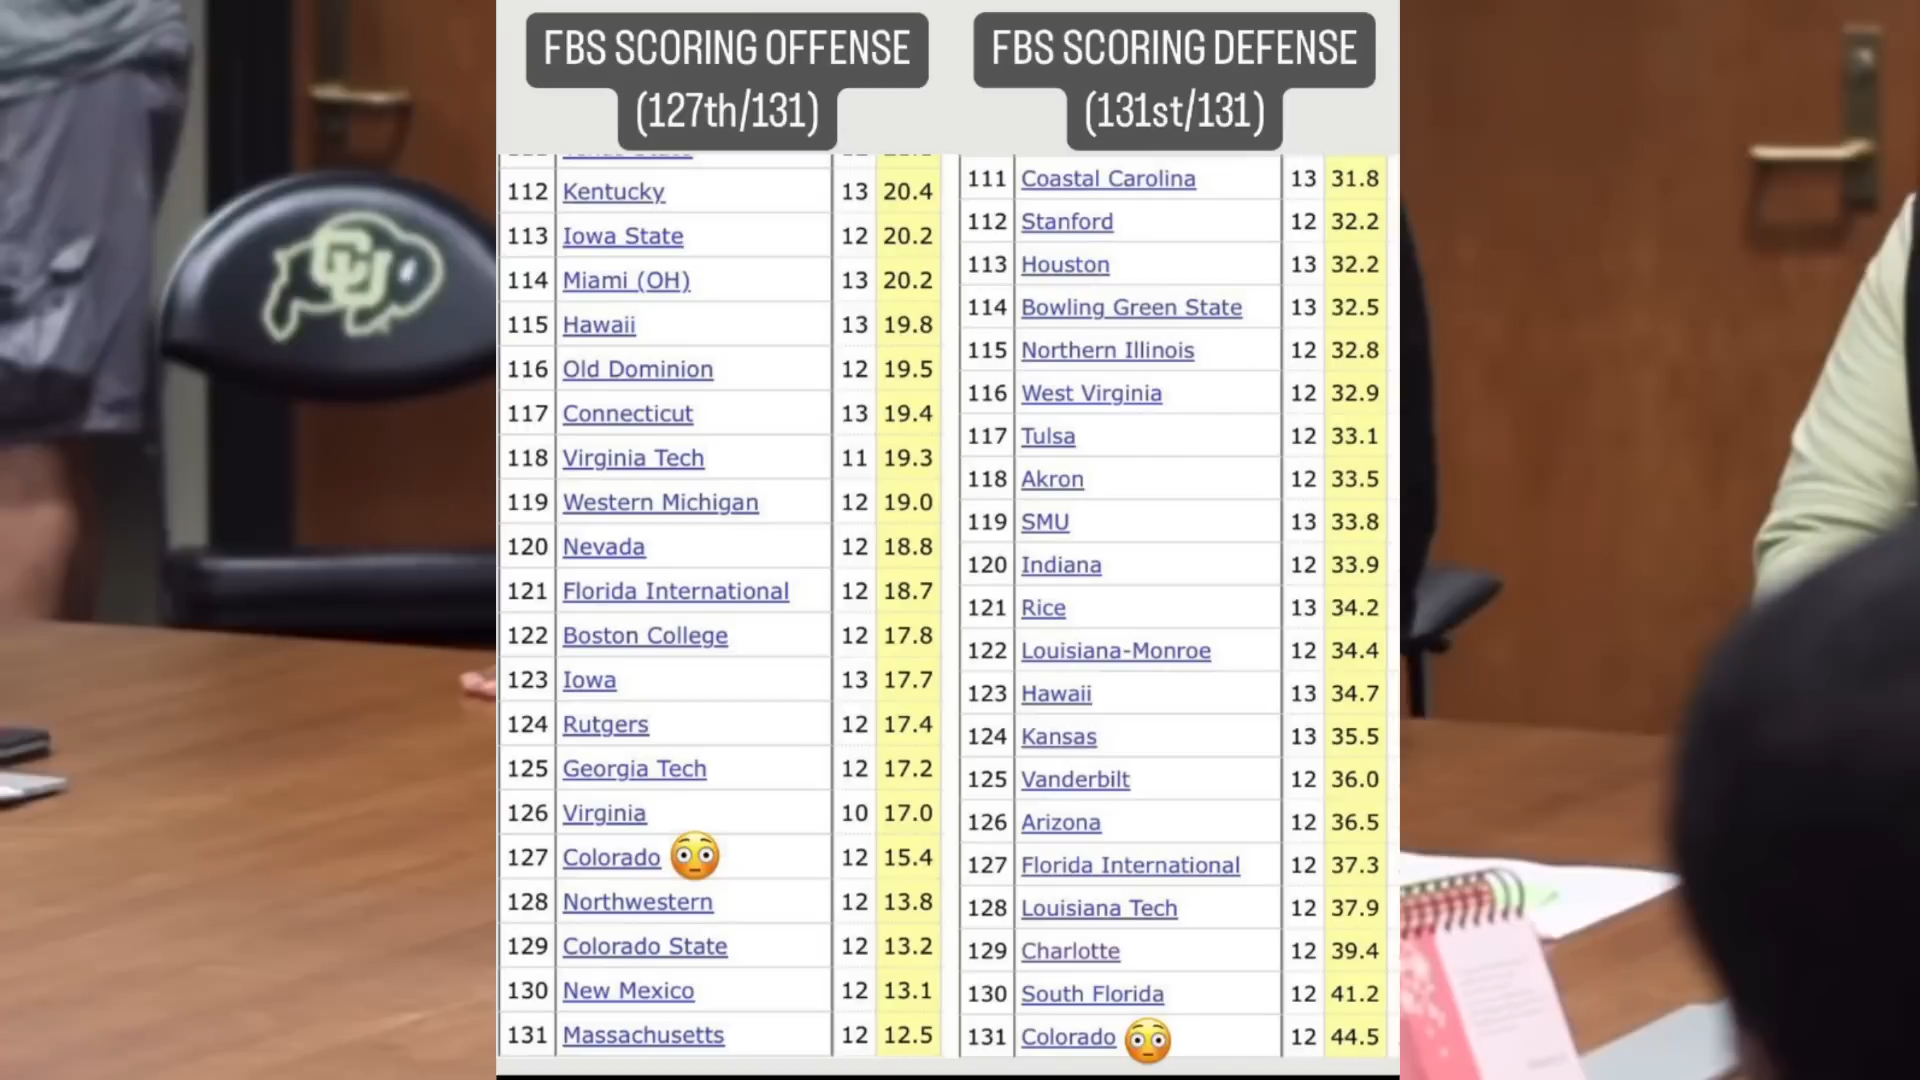 FBS SCORING OFFENSE
(127th/131)
112 Kentucky 13 20.4
113 Iowa State 12 20.2
114 Miami (OH) 13 20.2
115 Hawaii 13 19.8
116 Old Dominion 12 19.5
117 Connecticut 13 19.4
118 Virginia Tech 11 19.3
119 Western Michigan 12 19.0
120 Nevada 12 18.8
121 Florida International 12 18.7
122 Boston College 12 17.8
123 Iowa 13 17.7
124 Rutgers 12 17.4
125 Georgia Tech 12 17.2
126 Virginia 10 17.0
127 Colorado 😳 12 15.4
128 Northwestern 12 13.8
129 Colorado State 12 13.2
130 New Mexico 12 13.1
131 Massachusetts 12 12.5
FBS SCORING DEFENSE
(131st/131)
111 Coastal Carolina 13 31.8
112 Stanford 12 32.2
113 Houston 13 32.2
114 Bowling Green State 13 32.5
115 Northern Illinois 12 32.8
116 West Virginia 12 32.9
117 Tulsa 12 33.1
118 Akron 12 33.5
119 SMU 13 33.8
120 Indiana 12 33.9
121 Rice 13 34.2
122 Louisiana-Monroe 12 34.4
123 Hawaii 13 34.7
124 Kansas 13 35.5
125 Vanderbilt 12 36.0
126 Arizona 12 36.5
127 Florida International 12 37.3
128 Louisiana Tech 12 37.9
129 Charlotte 12 39.4
130 South Florida 12 41.2
131 Colorado 😳 12 44.5
CU